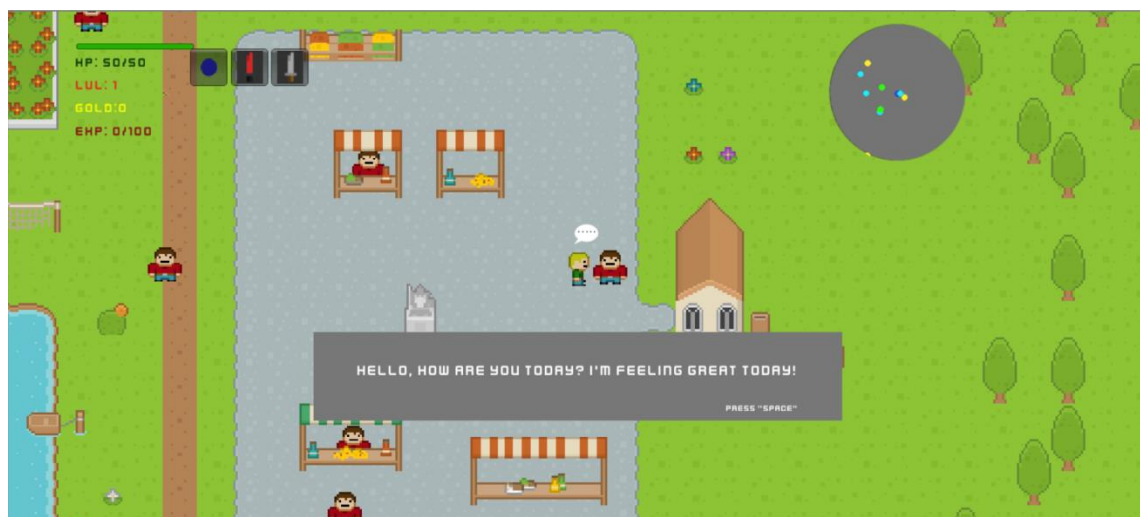 HP: 50/50
LVL: 1
GOLD:0
EXP: 0/100
HELLO, HOW ARE YOU TODAY? I'M FEELING GREAT TODAY!
PRESS "SPACE"